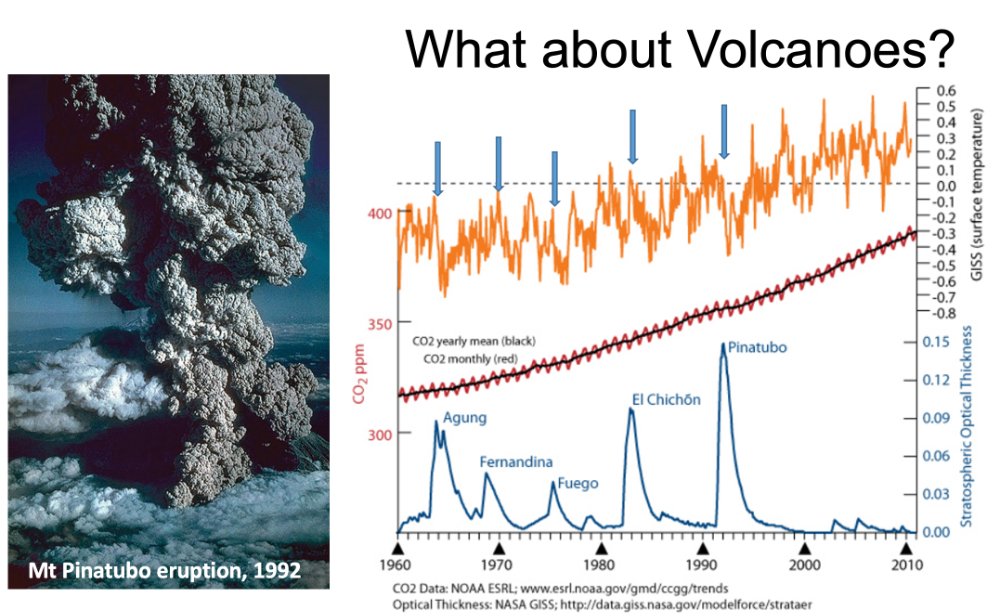 What about Volcanoes?
Mt Pinatubo eruption, 1992
400
350
300
CO2 ppm
CO2 yearly mean (black)
CO2 monthly (red)
Agung
Fernandina
Fuego
El Chichōn
Pinatubo
0.6
0.5
0.4
0.3
0.2
0.1
0.0
-0.1
-0.2
-0.3
-0.4
-0.5
-0.6
-0.7
-0.8
GISS (surface temperature)
0.15
0.12
0.09
0.06
0.03
0.00
Stratospheric Optical Thickness
1960 1970 1980 1990 2000 2010
CO2 Data: NOAA ESRL; www.esrl.noaa.gov/gmd/ccgg/trends
Optical Thickness: NASA GISS; http://data.giss.nasa.gov/modelforce/strataer